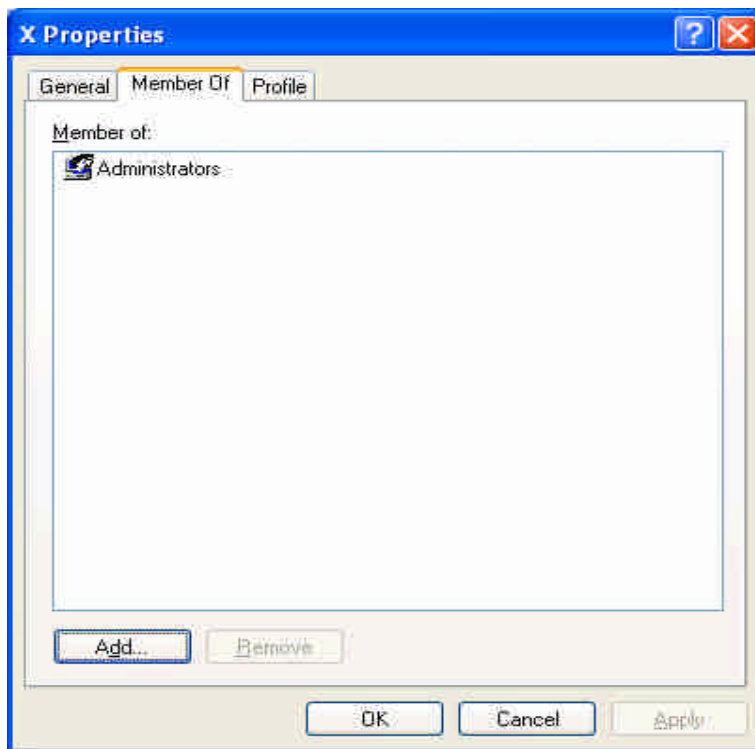 X Properties
General Member Of Profile
Member of:
Administrators
Add... Remove
OK Cancel Apply